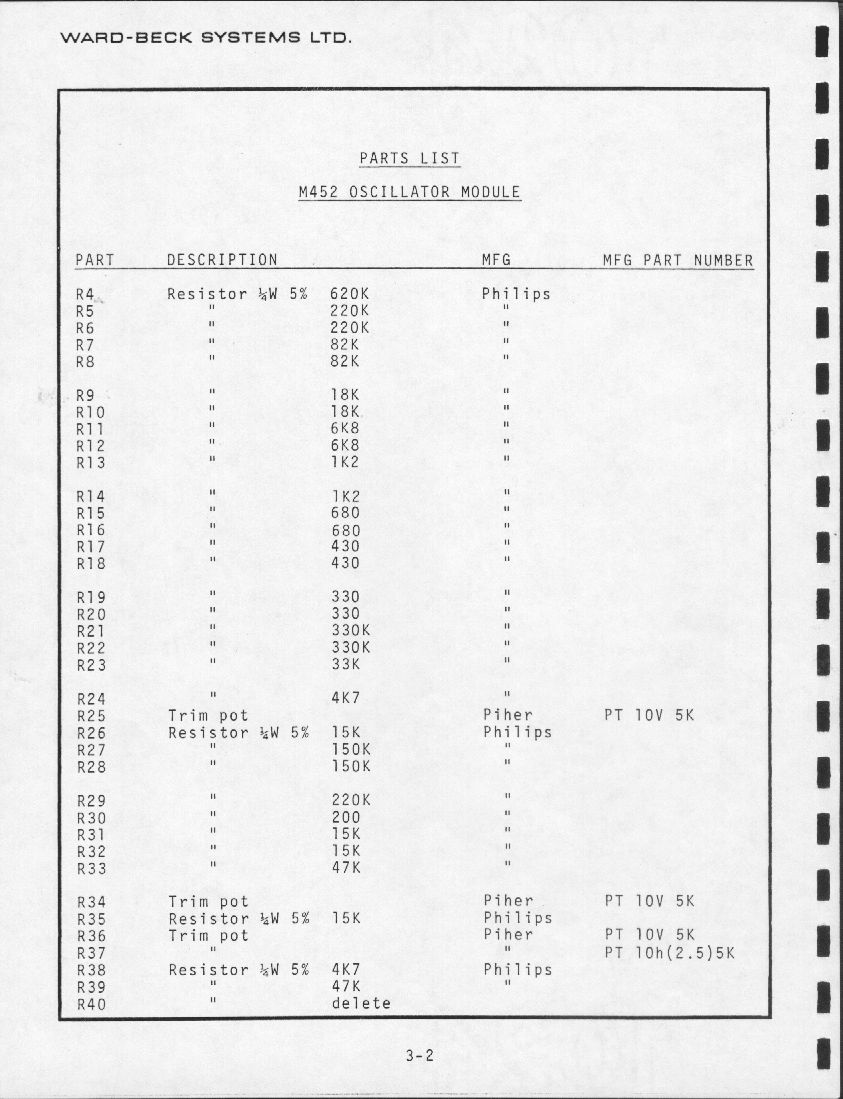 WARD-BECK SYSTEMS LTD.
PARTS LIST
M452 OSCILLATOR MODULE
PART DESCRIPTION MFG MFG PART NUMBER
R4 Resistor ¼W 5% 620K Philips
R5 " 220K "
R6 " 220K "
R7 " 82K "
R8 " 82K "
R9 " 18K "
R10 " 18K "
R11 " 6K8 "
R12 " 6K8 "
R13 " 1K2 "
R14 " 1K2 "
R15 " 680 "
R16 " 680 "
R17 " 430 "
R18 " 430 "
R19 " 330 "
R20 " 330 "
R21 " 330K "
R22 " 330K "
R23 " 33K "
R24 " 4K7 "
R25 Trim pot Piher PT 10V 5K
R26 Resistor ¼W 5% 15K Philips
R27 " 150K "
R28 " 150K "
R29 " 220K "
R30 " 200 "
R31 " 15K "
R32 " 15K "
R33 " 47K "
R34 Trim pot Piher PT 10V 5K
R35 Resistor ¼W 5% 15K Philips
R36 Trim pot Piher PT 10V 5K
R37 " " PT 10h(2.5)5K
R38 Resistor ¼W 5% 4K7 Philips
R39 " 47K "
R40 " delete
3-2